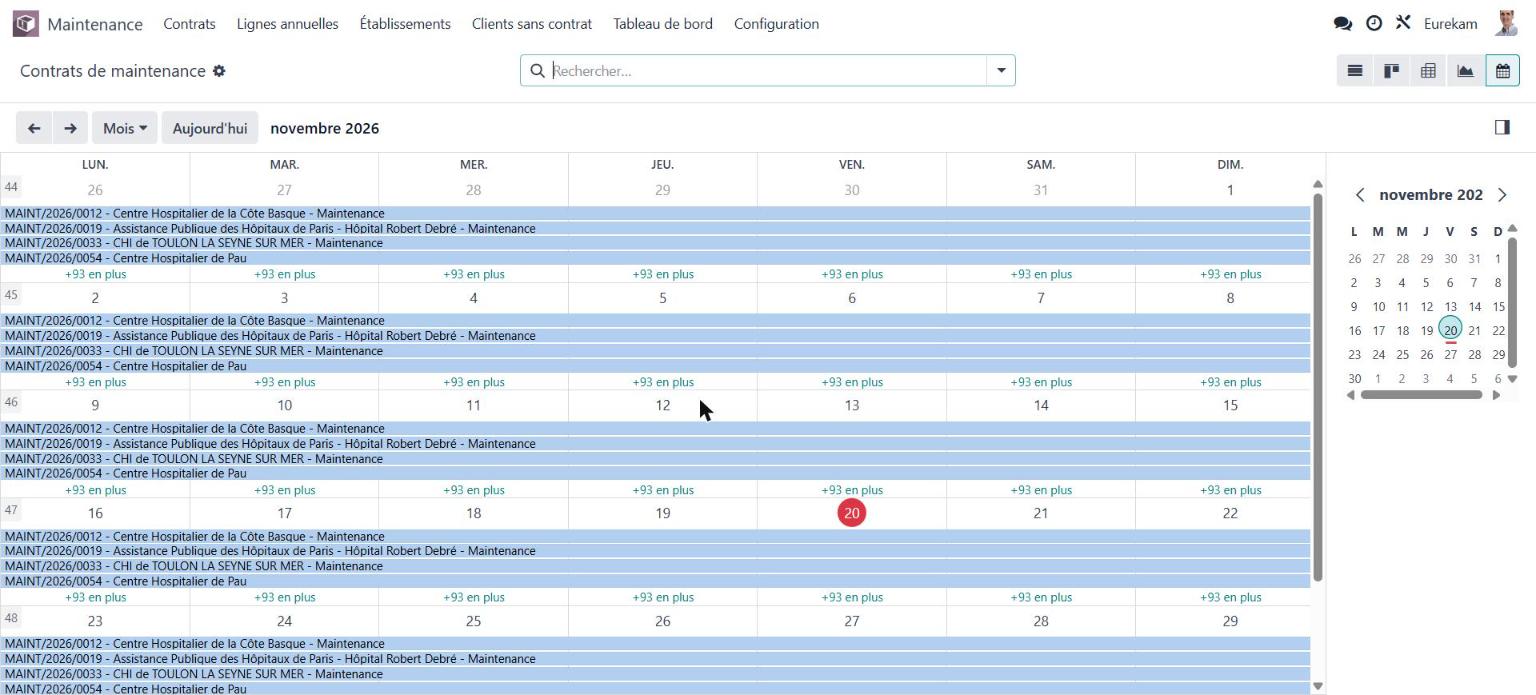 Maintenance Contrats Lignes annuelles Établissements Clients sans contrat Tableau de bord Configuration Eurekam
Contrats de maintenance Rechercher...
Mois Aujourd'hui novembre 2026
LUN. MAR. MER. JEU. VEN. SAM. DIM.
44 26 27 28 29 30 31 1
MAINT/2026/0012 - Centre Hospitalier de la Côte Basque - Maintenance
MAINT/2026/0019 - Assistance Publique des Hôpitaux de Paris - Hôpital Robert Debré - Maintenance
MAINT/2026/0033 - CHI de TOULON LA SEYNE SUR MER - Maintenance
MAINT/2026/0054 - Centre Hospitalier de Pau
+93 en plus +93 en plus +93 en plus +93 en plus +93 en plus +93 en plus +93 en plus
45 2 3 4 5 6 7 8
MAINT/2026/0012 - Centre Hospitalier de la Côte Basque - Maintenance
MAINT/2026/0019 - Assistance Publique des Hôpitaux de Paris - Hôpital Robert Debré - Maintenance
MAINT/2026/0033 - CHI de TOULON LA SEYNE SUR MER - Maintenance
MAINT/2026/0054 - Centre Hospitalier de Pau
+93 en plus +93 en plus +93 en plus +93 en plus +93 en plus +93 en plus +93 en plus
46 9 10 11 12 13 14 15
MAINT/2026/0012 - Centre Hospitalier de la Côte Basque - Maintenance
MAINT/2026/0019 - Assistance Publique des Hôpitaux de Paris - Hôpital Robert Debré - Maintenance
MAINT/2026/0033 - CHI de TOULON LA SEYNE SUR MER - Maintenance
MAINT/2026/0054 - Centre Hospitalier de Pau
+93 en plus +93 en plus +93 en plus +93 en plus +93 en plus +93 en plus +93 en plus
47 16 17 18 19 20 21 22
MAINT/2026/0012 - Centre Hospitalier de la Côte Basque - Maintenance
MAINT/2026/0019 - Assistance Publique des Hôpitaux de Paris - Hôpital Robert Debré - Maintenance
MAINT/2026/0033 - CHI de TOULON LA SEYNE SUR MER - Maintenance
MAINT/2026/0054 - Centre Hospitalier de Pau
+93 en plus +93 en plus +93 en plus +93 en plus +93 en plus +93 en plus +93 en plus
48 23 24 25 26 27 28 29
MAINT/2026/0012 - Centre Hospitalier de la Côte Basque - Maintenance
MAINT/2026/0019 - Assistance Publique des Hôpitaux de Paris - Hôpital Robert Debré - Maintenance
MAINT/2026/0033 - CHI de TOULON LA SEYNE SUR MER - Maintenance
MAINT/2026/0054 - Centre Hospitalier de Pau
novembre 202
L M M J V S D
26 27 28 29 30 31 1
2 3 4 5 6 7 8
9 10 11 12 13 14 15
16 17 18 19 20 21 22
23 24 25 26 27 28 29
30 1 2 3 4 5 6